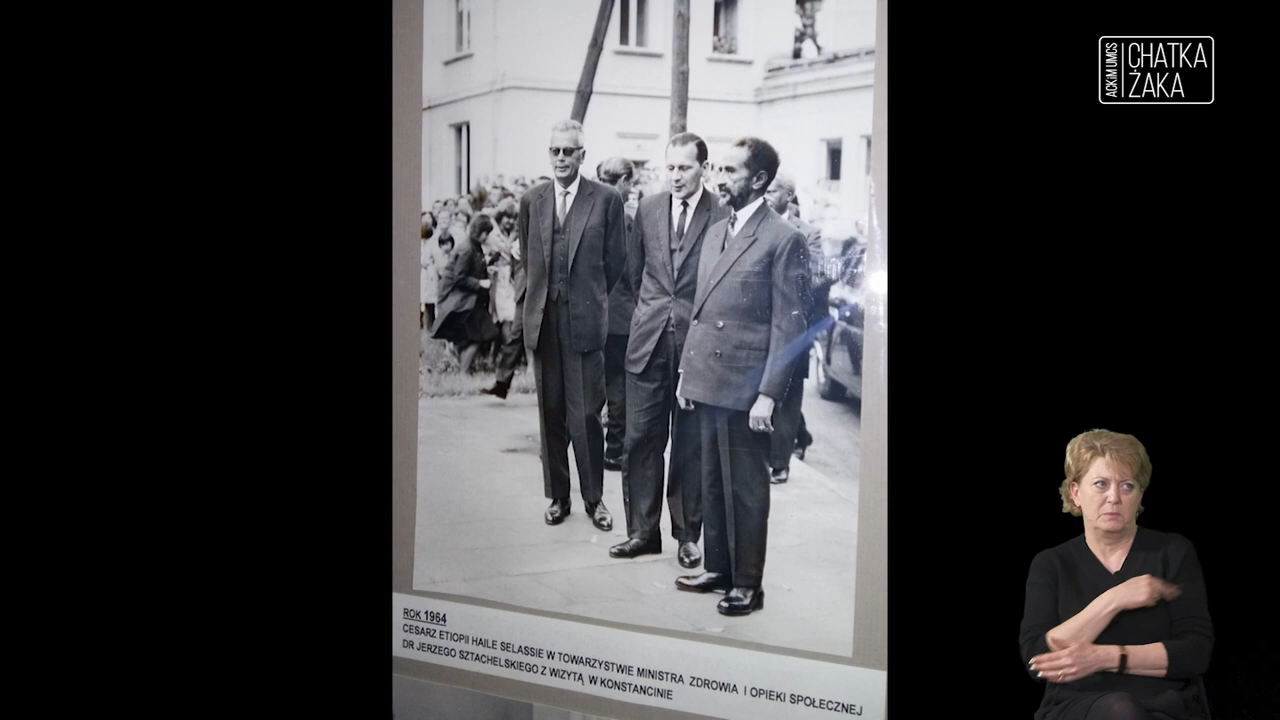 ACKiM UMCS
CHATKA
ŻAKA
ROK 1964
CESARZ ETIOPII HAILE SELASSIE W TOWARZYSTWIE MINISTRA ZDROWIA I OPIEKI SPOŁECZNEJ
DR JERZEGO SZTACHELSKIEGO Z WIZYTĄ W KONSTANCINIE